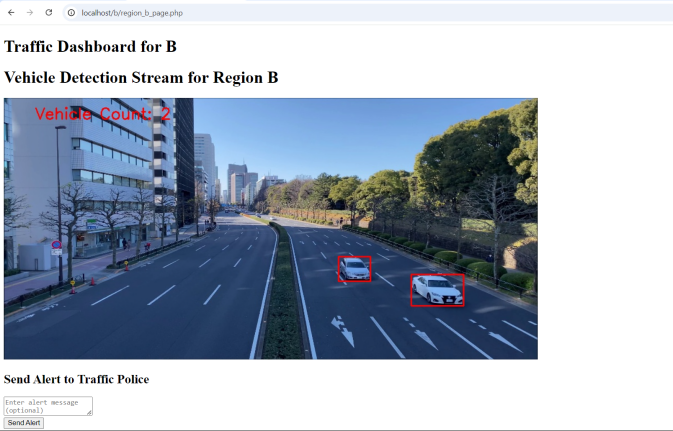 localhost/b/region_b_page.php
Traffic Dashboard for B
Vehicle Detection Stream for Region B
Vehicle Count: 2
Send Alert to Traffic Police
Enter alert message
(optional)
Send Alert